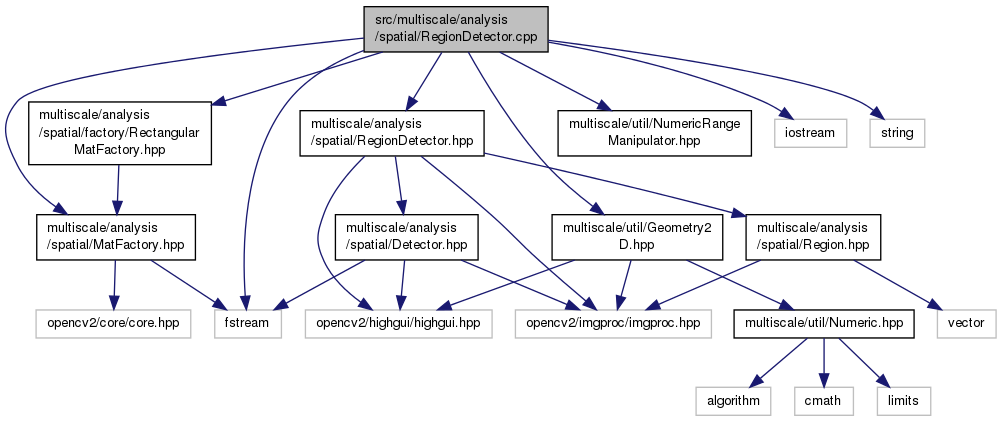 src/multiscale/analysis
/spatial/RegionDetector.cpp
multiscale/analysis
/spatial/factory/Rectangular
MatFactory.hpp
multiscale/analysis
/spatial/RegionDetector.hpp
multiscale/util/NumericRange
Manipulator.hpp
iostream
string
multiscale/analysis
/spatial/MatFactory.hpp
multiscale/analysis
/spatial/Detector.hpp
multiscale/util/Geometry2
D.hpp
multiscale/analysis
/spatial/Region.hpp
opencv2/core/core.hpp
fstream
opencv2/highgui/highgui.hpp
opencv2/imgproc/imgproc.hpp
multiscale/util/Numeric.hpp
vector
algorithm
cmath
limits